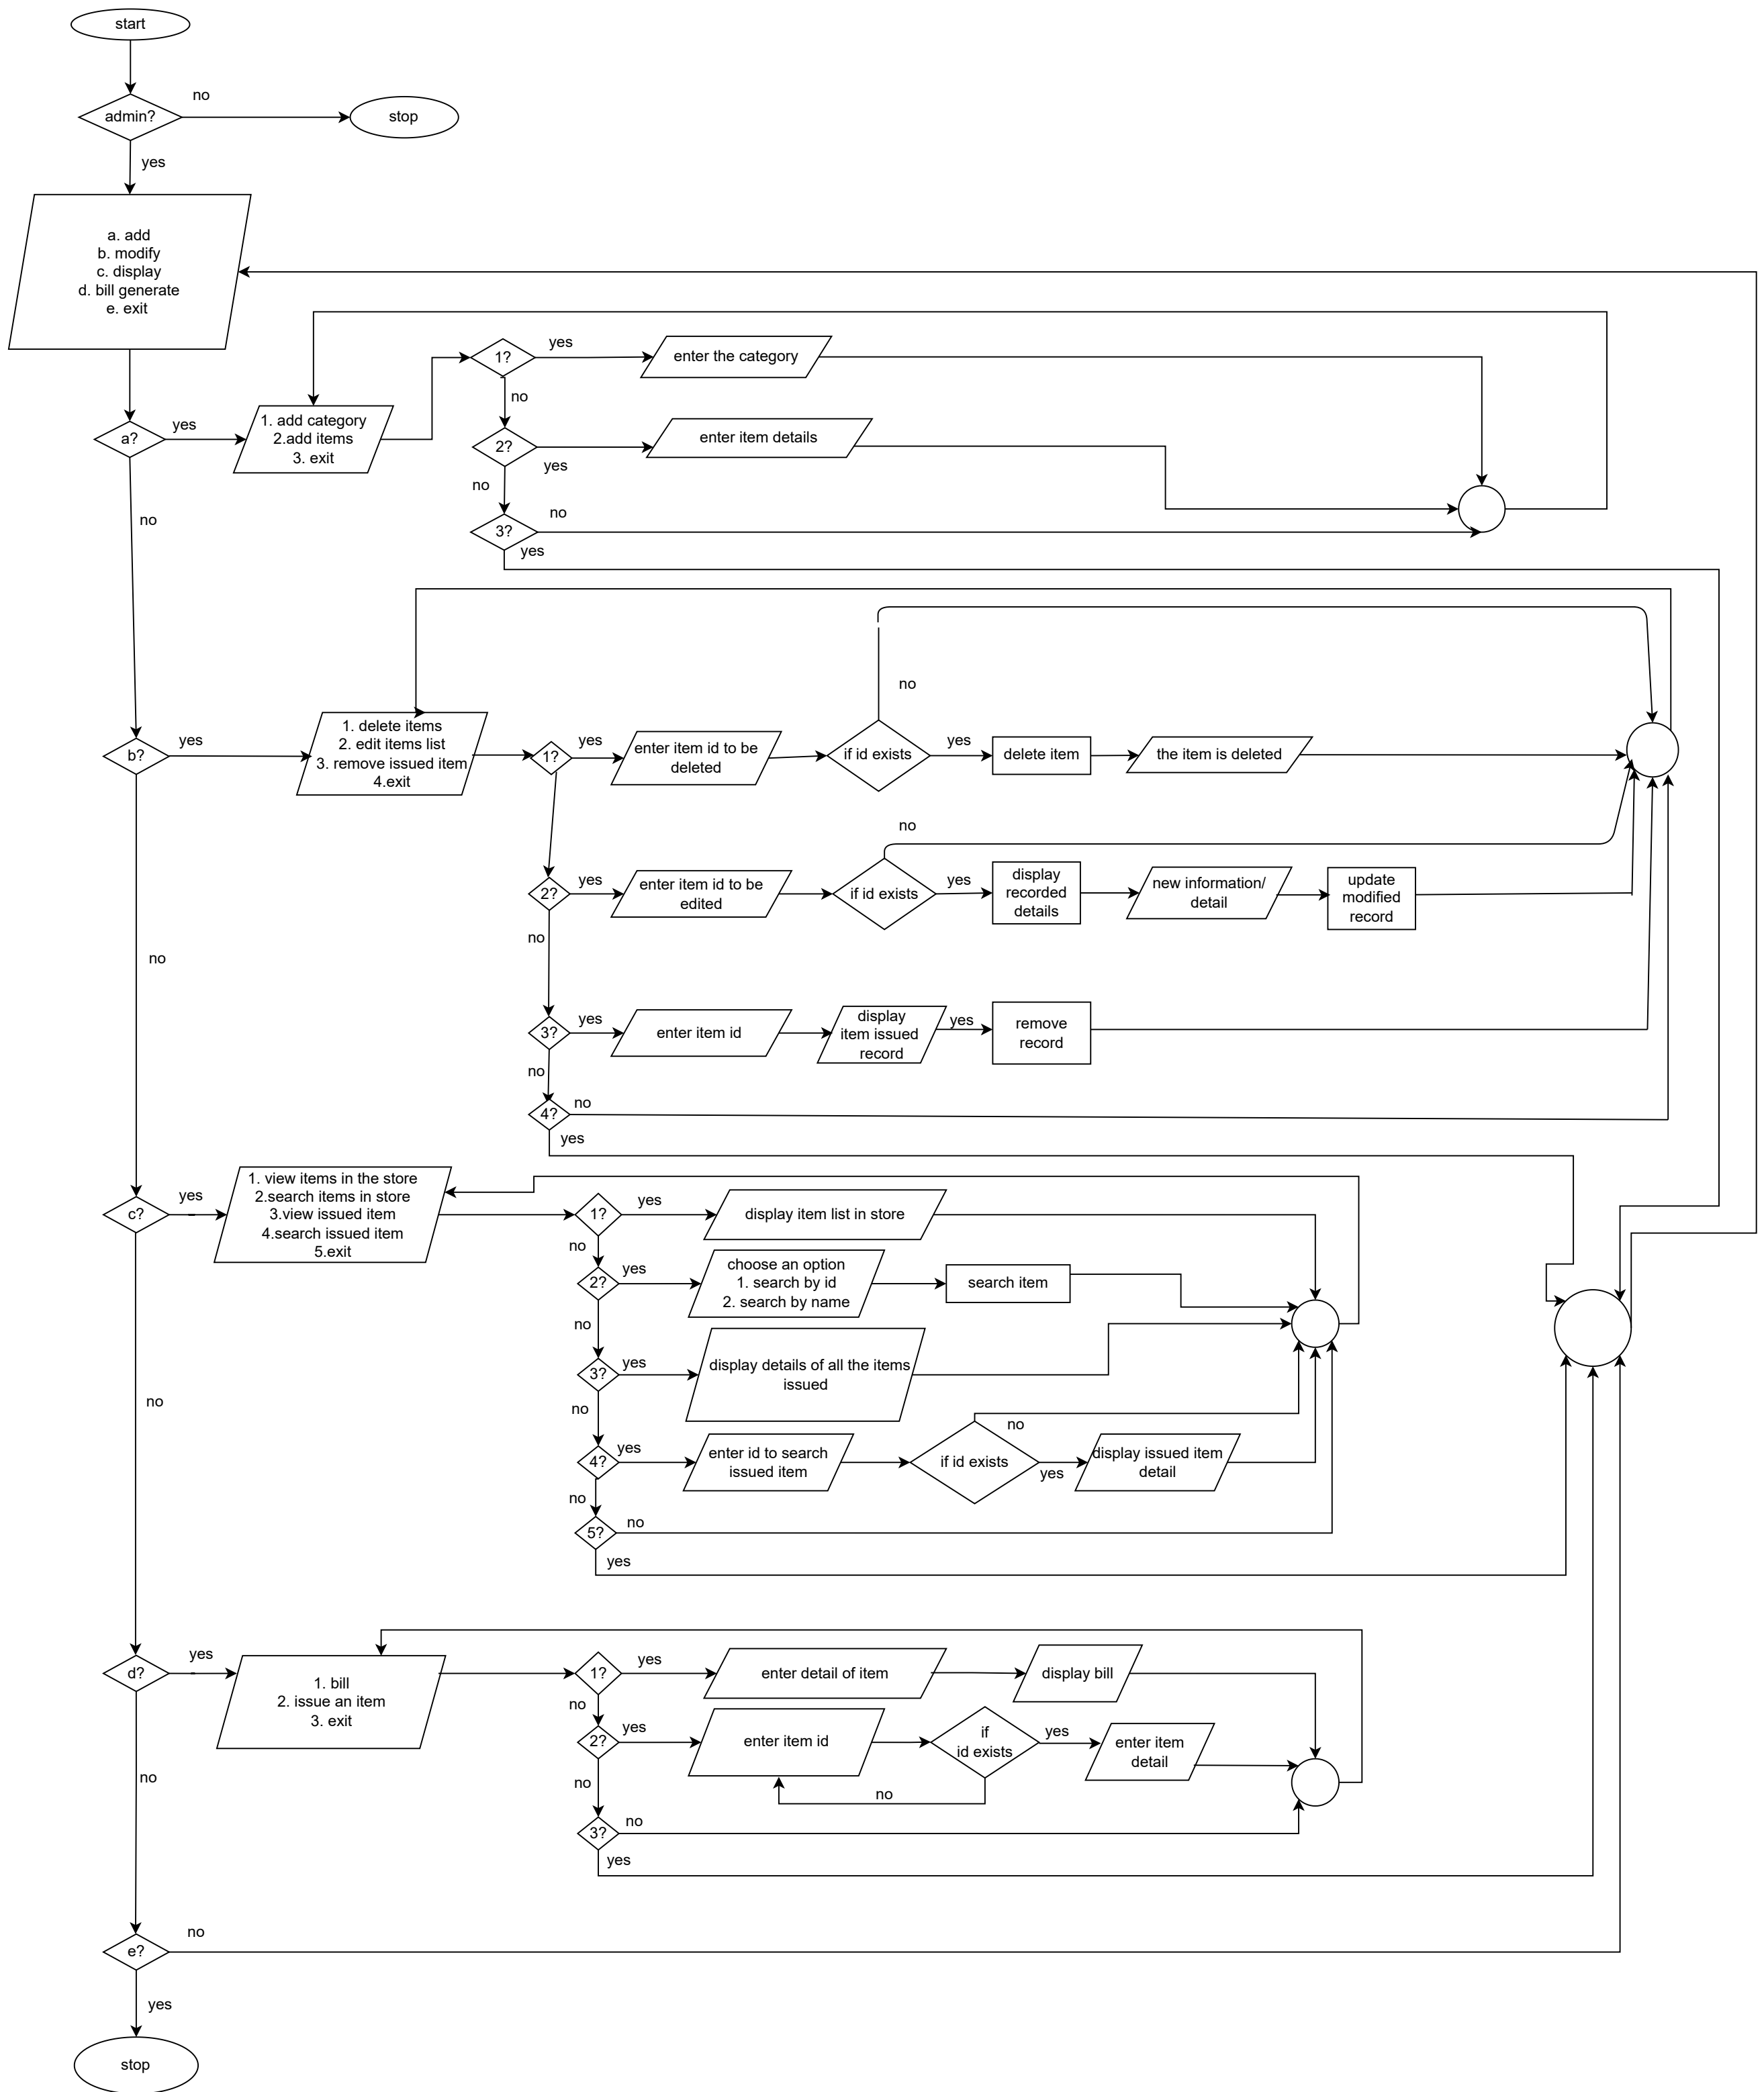 start
admin?
no
stop
yes
a. add
b. modify
c. display
d. bill generate
e. exit
a?
yes
1. add category
2.add items
3. exit
1?
yes
enter the category
no
2?
yes
enter item details
no
3?
no
yes
no
b?
yes
1. delete items
2. edit items list
3. remove issued item
4.exit
1?
yes
enter item id to be
deleted
if id exists
no
yes
delete item
the item is deleted
2?
yes
enter item id to be
edited
if id exists
no
yes
display
recorded
details
new information/
detail
update
modified
record
no
3?
yes
enter item id
display
item issued
record
yes
remove
record
no
4?
no
yes
no
c?
yes
1. view items in the store
2.search items in store
3.view issued item
4.search issued item
5.exit
1?
yes
display item list in store
no
2?
yes
choose an option
1. search by id
2. search by name
search item
no
3?
yes
display details of all the items
issued
no
4?
yes
enter id to search
issued item
if id exists
no
yes
display issued item
detail
no
5?
no
yes
no
d?
yes
1. bill
2. issue an item
3. exit
1?
yes
enter detail of item
display bill
no
2?
yes
enter item id
if
id exists
yes
enter item
detail
no
no
3?
no
yes
no
e?
no
yes
stop